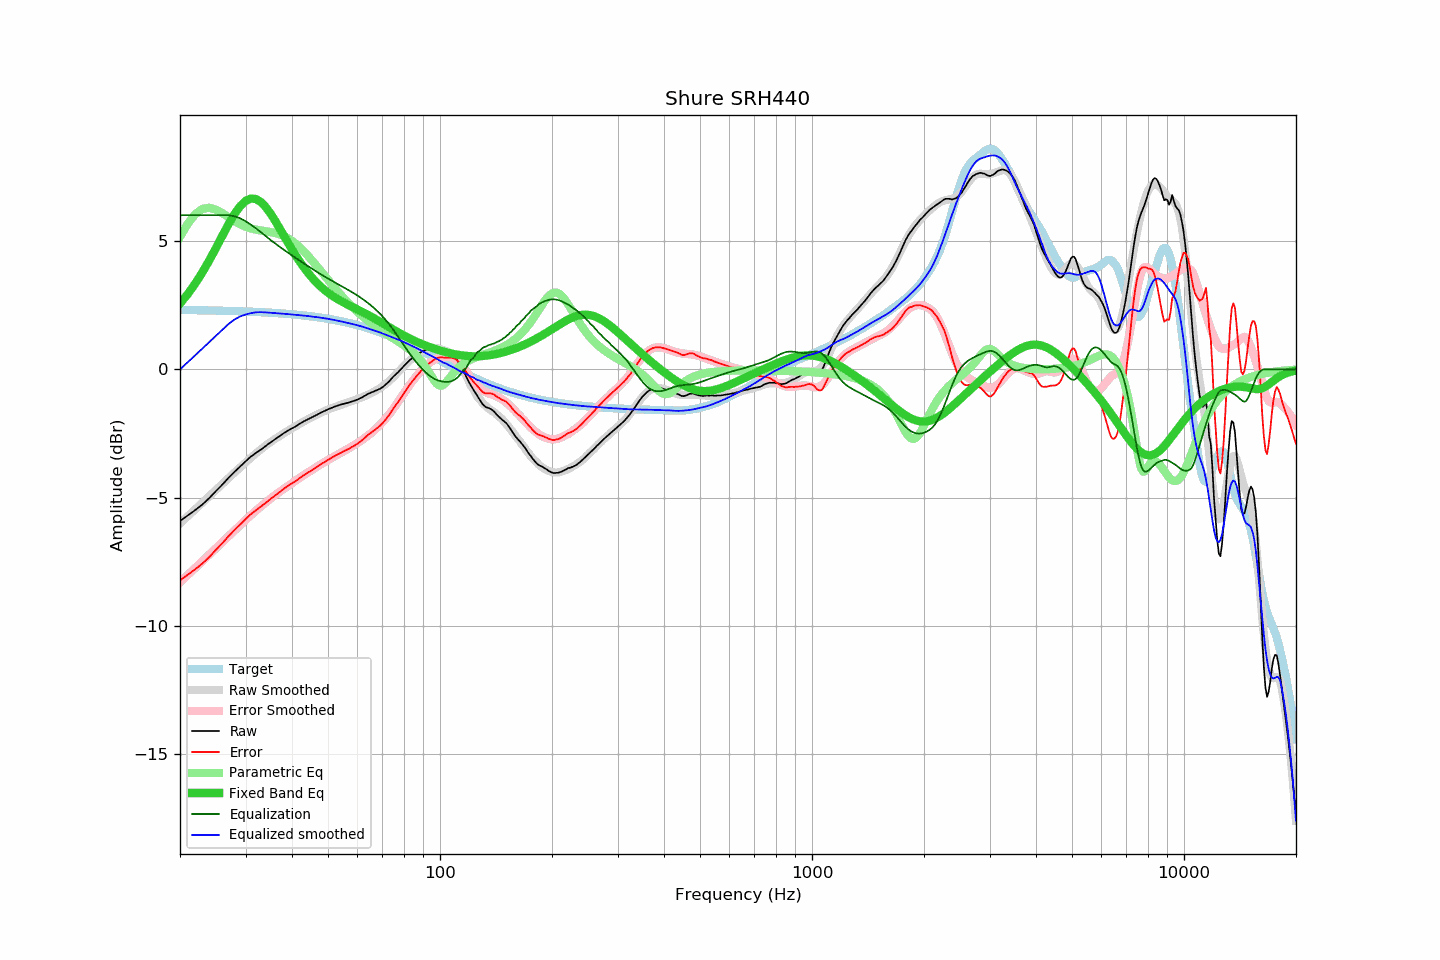 Shure SRH440
Amplitude (dBr)
5
0
−5
−10
−15
Target
Raw Smoothed
Error Smoothed
Raw
Error
Parametric Eq
Fixed Band Eq
Equalization
Equalized smoothed
100
1000
10000
Frequency (Hz)